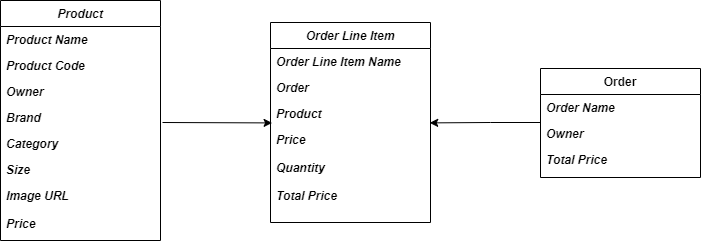 Product
Product Name
Product Code
Owner
Brand
Category
Size
Image URL
Price
Order Line Item
Order Line Item Name
Order
Product
Price
Quantity
Total Price
Order
Order Name
Owner
Total Price